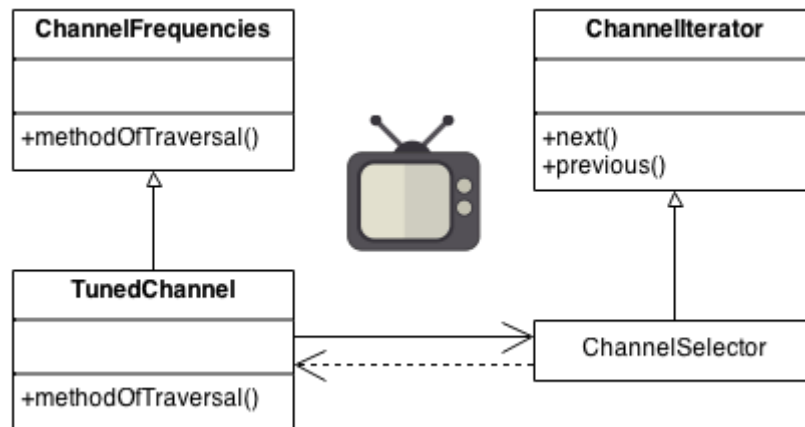 ChannelFrequencies
+methodOfTraversal()
ChannelIterator
+next()
+previous()
TunedChannel
+methodOfTraversal()
ChannelSelector